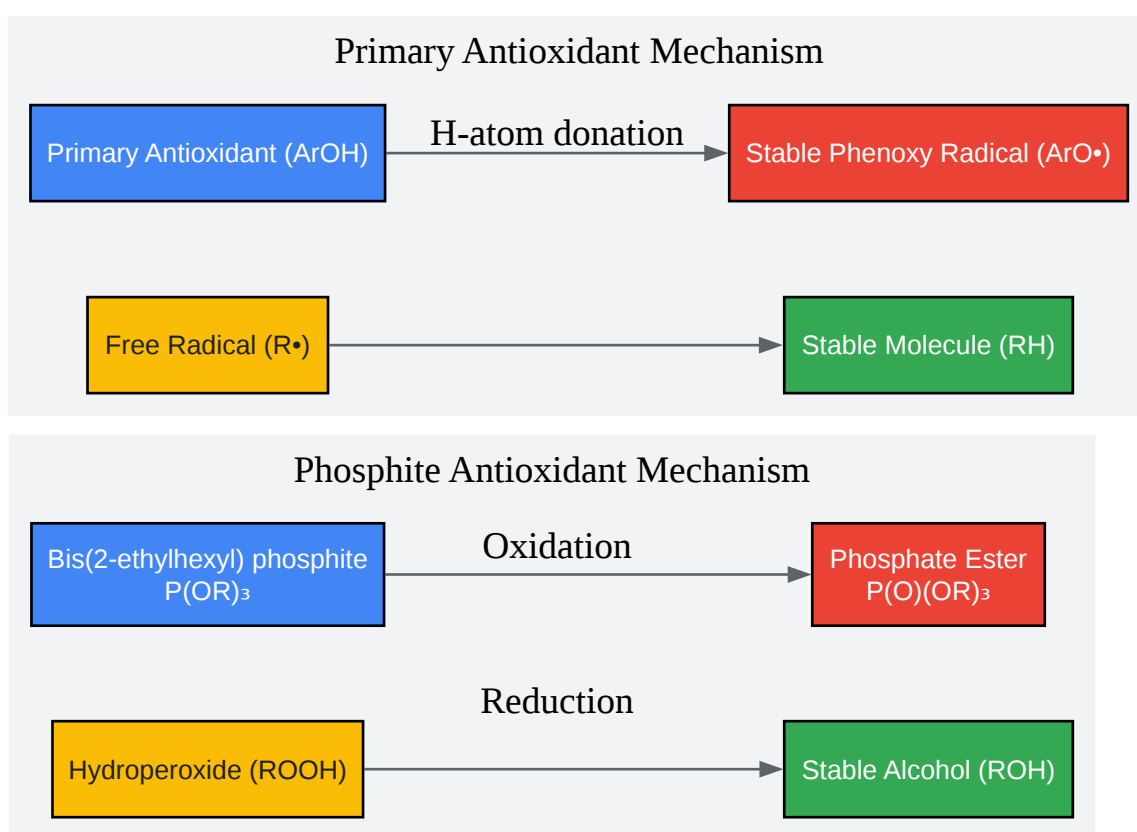 Primary Antioxidant Mechanism
Primary Antioxidant (ArOH)
H-atom donation
Stable Phenoxy Radical (ArO•)
Free Radical (R•)
Stable Molecule (RH)
Phosphite Antioxidant Mechanism
Bis(2-ethylhexyl) phosphite
P(OR)₃
Oxidation
Phosphate Ester
P(O)(OR)₃
Reduction
Hydroperoxide (ROOH)
Stable Alcohol (ROH)